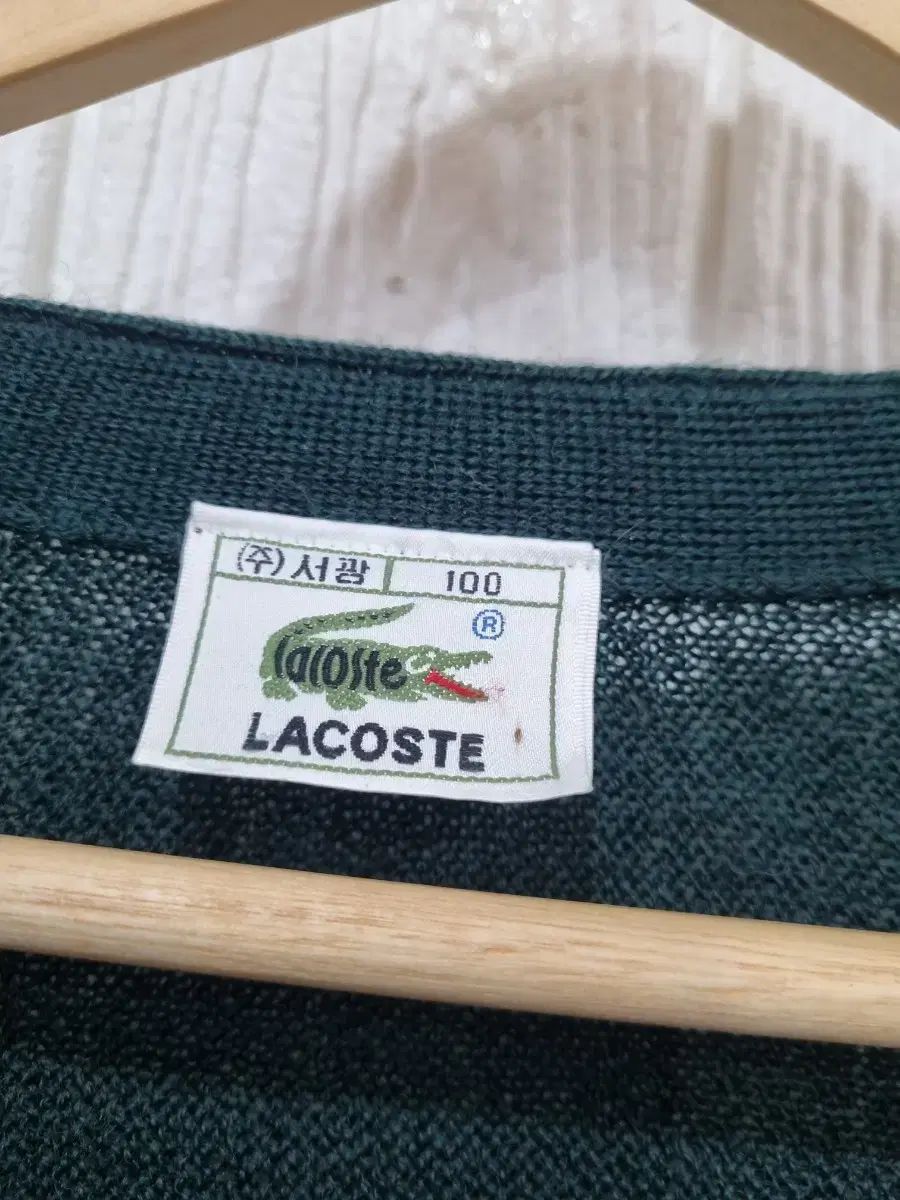 (주)서광 100
®
lacoste
LACOSTE